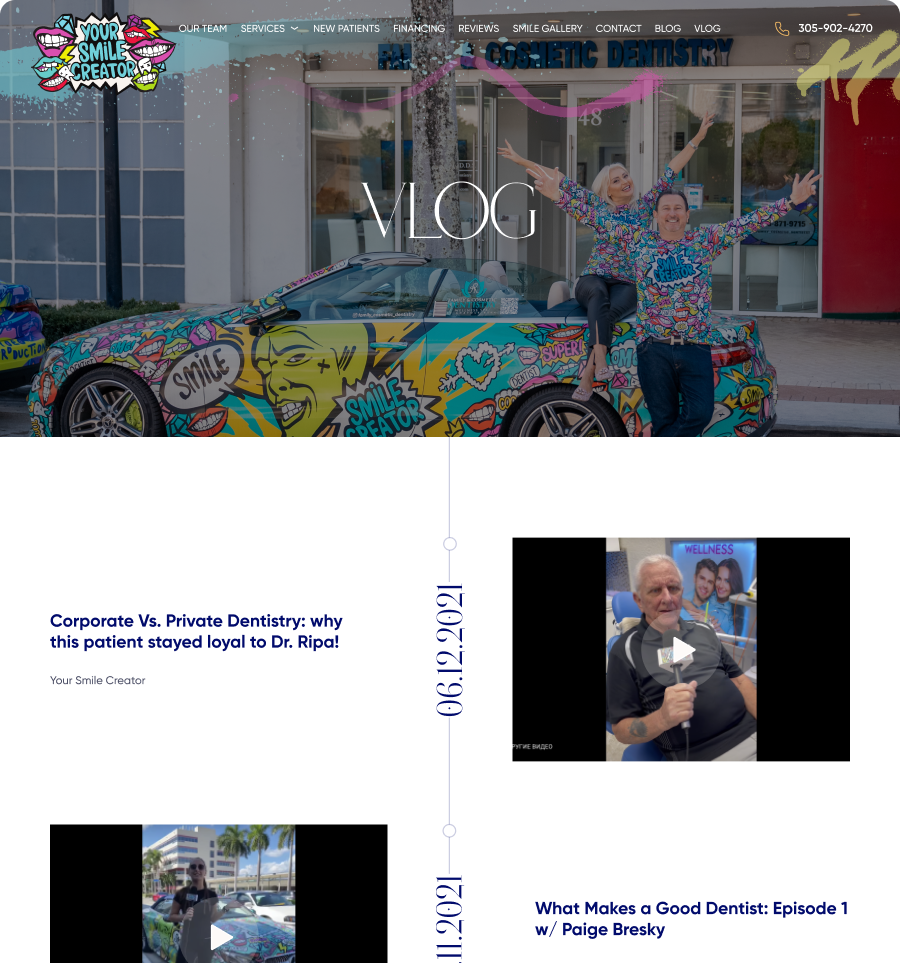 YOUR
SMILE
CREATOR
OUR TEAM
SERVICES
NEW PATIENTS
FINANCING
REVIEWS
SMILE GALLERY
CONTACT
BLOG
VLOG
305-902-4270
COSMETIC DENTISTRY
48
VLOG
SMILE
SMILE
CREATOR
SUPER!
DENTIST
SMILE
CREATOR
WELLNESS
Corporate Vs. Private Dentistry: why
this patient stayed loyal to Dr. Ripa!
Your Smile Creator
06.12.2021
РУГИЕ ВИДЕО
.11.2021
What Makes a Good Dentist: Episode 1
w/ Paige Bresky